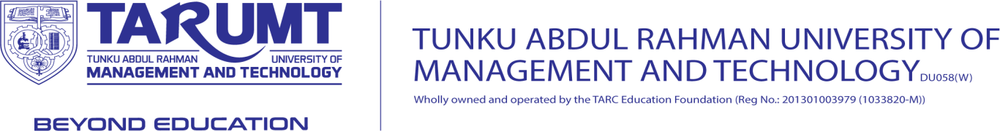 TARUMT
TUNKU ABDUL RAHMAN UNIVERSITY OF
MANAGEMENT AND TECHNOLOGY
BEYOND EDUCATION
TUNKU ABDUL RAHMAN UNIVERSITY OF
MANAGEMENT AND TECHNOLOGY DU058(W)
Wholly owned and operated by the TARC Education Foundation (Reg No.: 201301003979 (1033820-M))